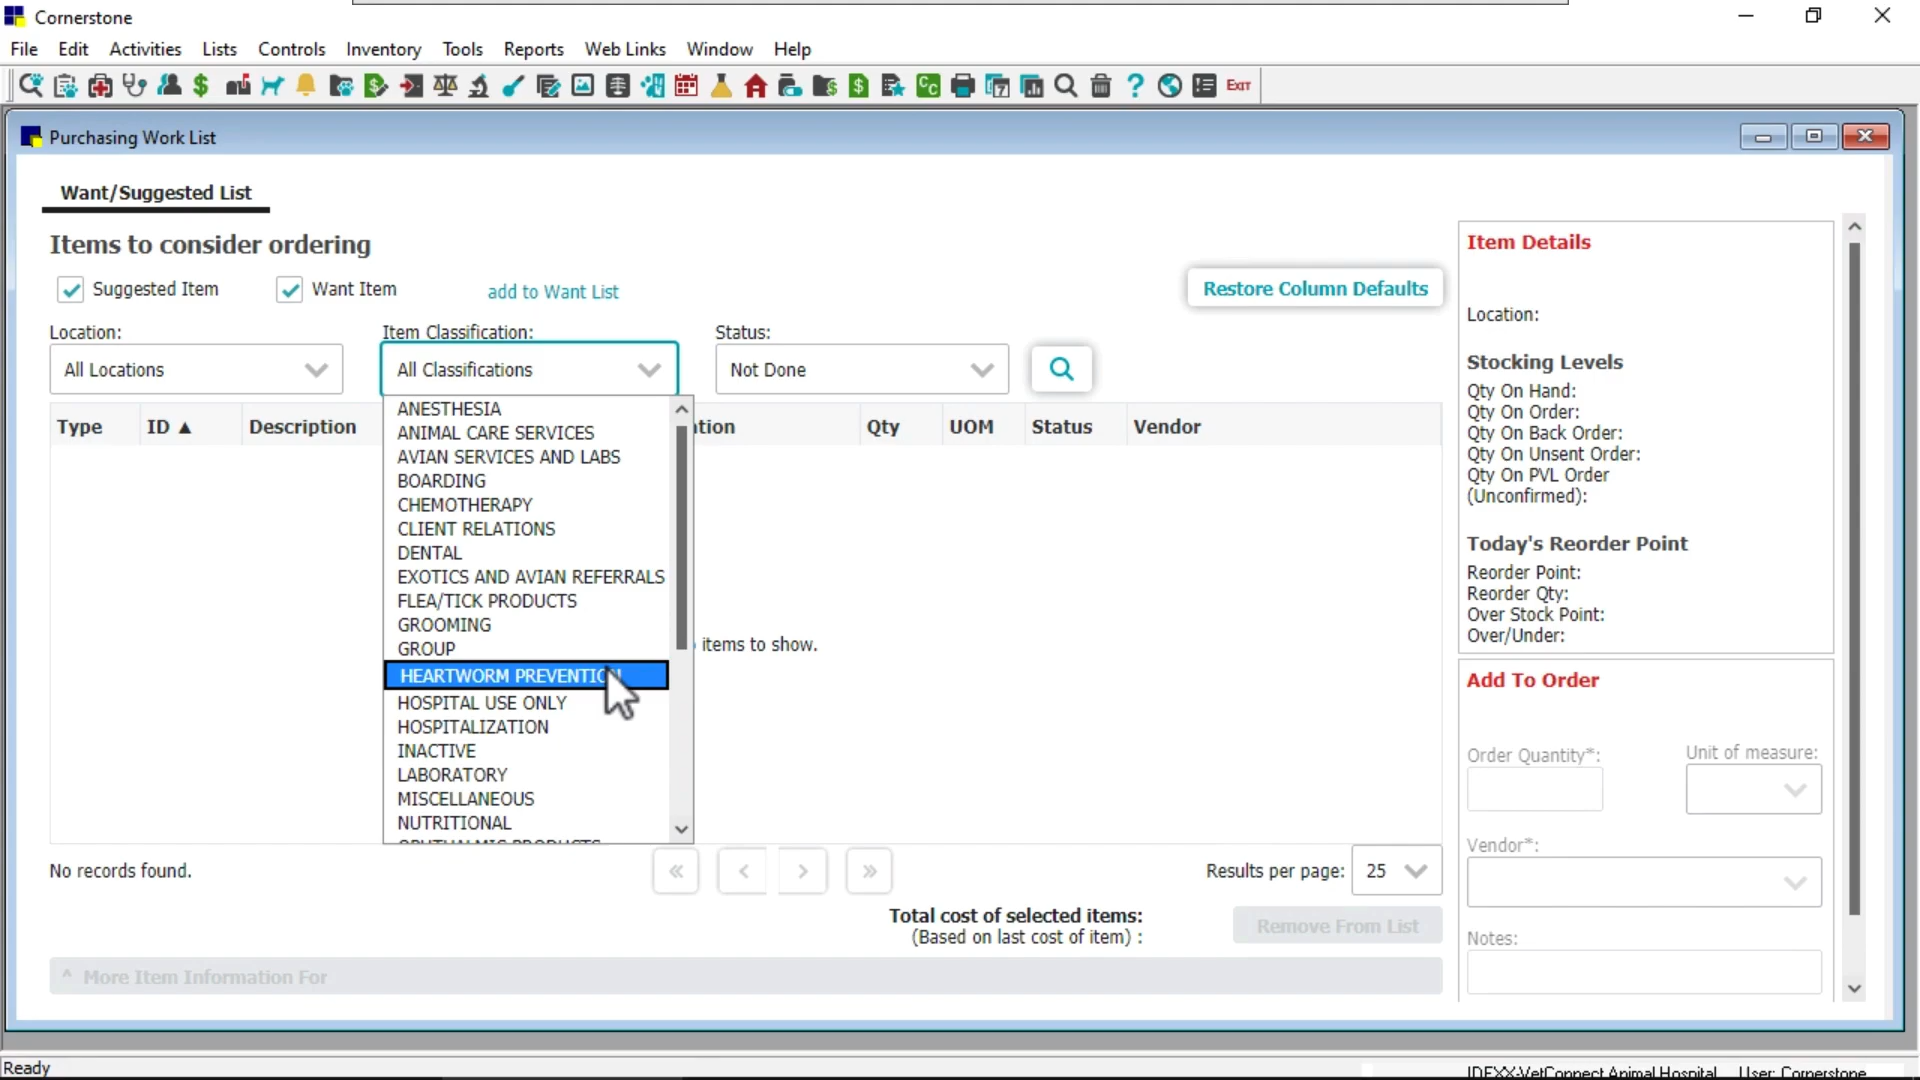 Cornerstone
File Edit Activities Lists Controls Inventory Tools Reports Web Links Window Help
EXIT
Purchasing Work List
Want/Suggested List
Items to consider ordering
Suggested Item Want Item add to Want List
Restore Column Defaults
Location: Item Classification: Status:
All Locations All Classifications Not Done
Type ID ▲ Description Qty UOM Status Vendor
ANESTHESIA
ANIMAL CARE SERVICES
AVIAN SERVICES AND LABS
BOARDING
CHEMOTHERAPY
CLIENT RELATIONS
DENTAL
EXOTICS AND AVIAN REFERRALS
FLEA/TICK PRODUCTS
GROOMING
GROUP
HEARTWORM PREVENTION
HOSPITAL USE ONLY
HOSPITALIZATION
INACTIVE
LABORATORY
MISCELLANEOUS
NUTRITIONAL
OPHTHALMIC PRODUCTS
items to show.
No records found.
« < > »
Results per page: 25
Total cost of selected items:
(Based on last cost of item) :
Remove From List
^ More Item Information For
Item Details
Location:
Stocking Levels
Qty On Hand:
Qty On Order:
Qty On Back Order:
Qty On Unsent Order:
Qty On PVL Order
(Unconfirmed):
Today's Reorder Point
Reorder Point:
Reorder Qty:
Over Stock Point:
Over/Under:
Add To Order
Order Quantity*: Unit of measure:
Vendor*:
Notes:
Ready
IDEXX-VetConnect Animal Hospital User: Cornerstone